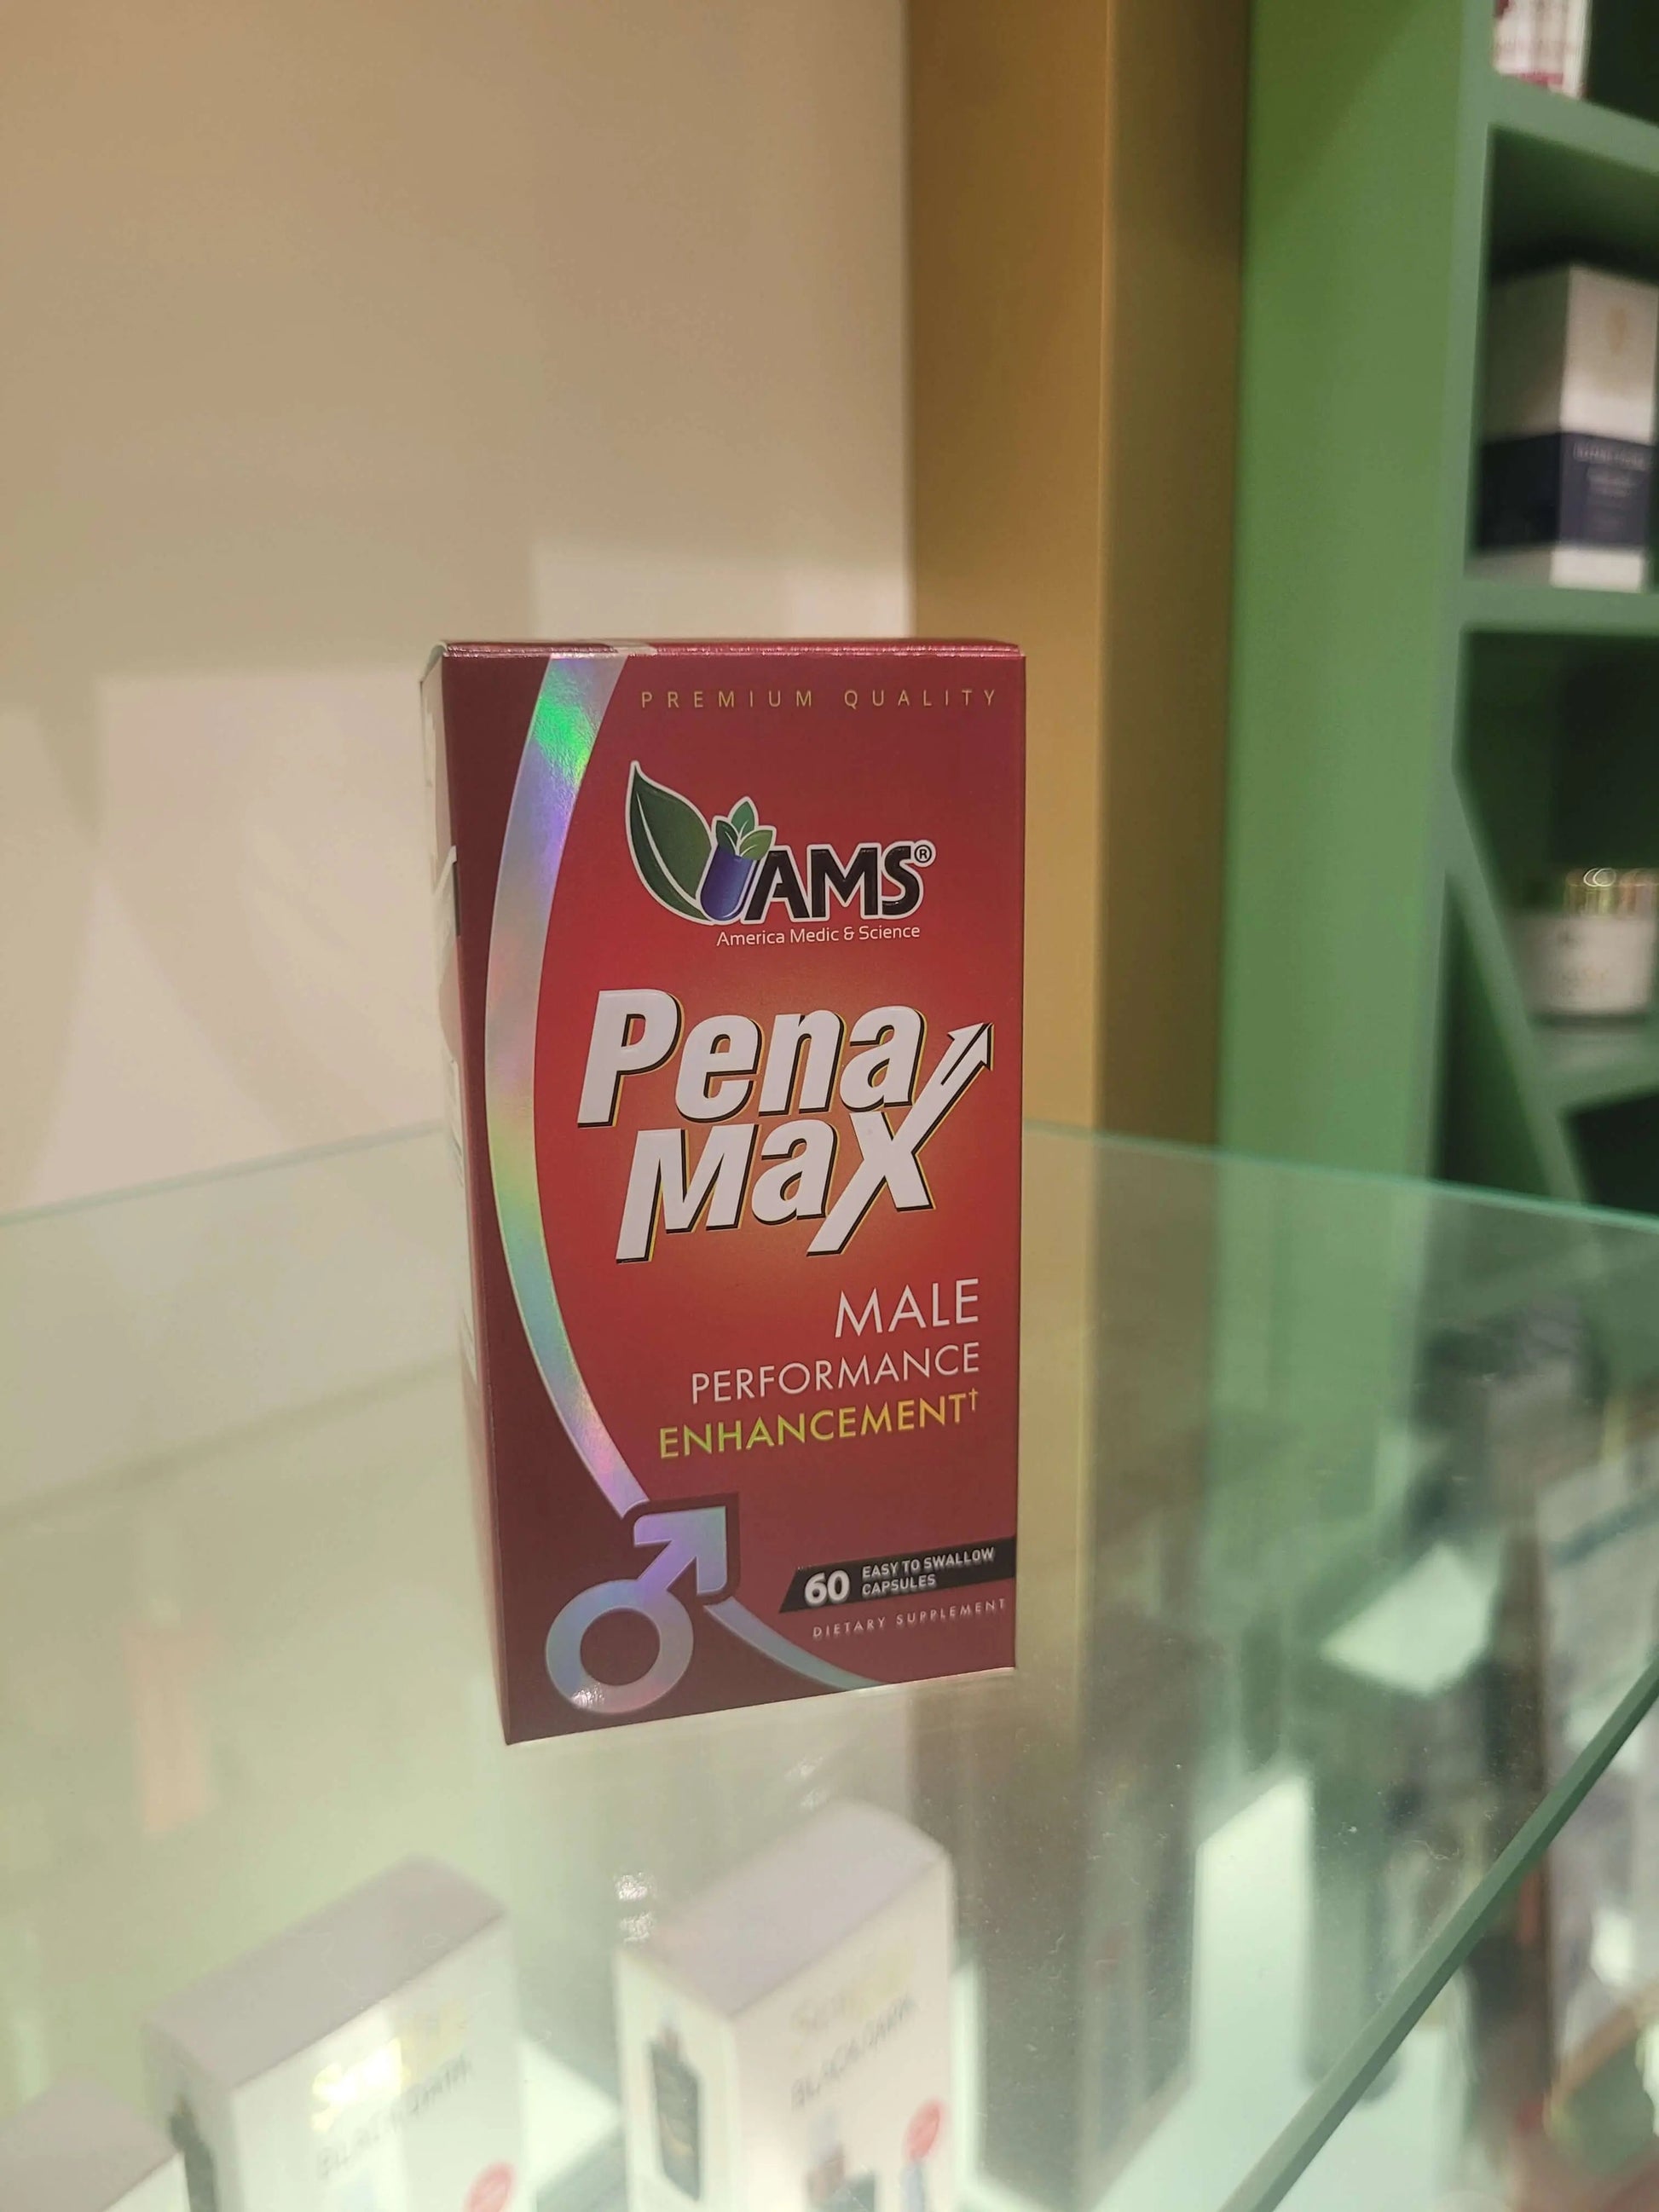 PREMIUM QUALITY
AMS®
America Medic & Science
Pena
Max
MALE
PERFORMANCE
ENHANCEMENT†
60 EASY TO SWALLOW
CAPSULES
DIETARY SUPPLEMENT